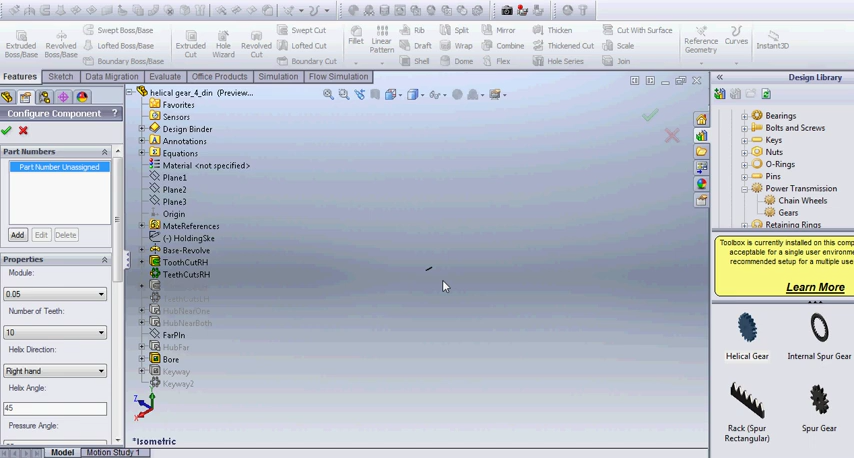 Extruded Boss/Base
Revolved Boss/Base
Swept Boss/Base
Lofted Boss/Base
Boundary Boss/Base
Extruded Cut
Hole Wizard
Revolved Cut
Swept Cut
Lofted Cut
Boundary Cut
Fillet
Linear Pattern
Rib
Draft
Shell
Split
Wrap
Dome
Mirror
Combine
Flex
Thicken
Thickened Cut
Hole Series
Cut With Surface
Scale
Join
Reference Geometry
Curves
Instant3D
Features Sketch Data Migration Evaluate Office Products Simulation Flow Simulation
Configure Component ?
Part Numbers
Part Number Unassigned
Add Edit Delete
Properties
Module:
0.05
Number of Teeth:
10
Helix Direction:
Right hand
Helix Angle:
45
Pressure Angle:
helical gear_4_din (Preview...
Favorites
Sensors
Design Binder
Annotations
Equations
Material <not specified>
Plane1
Plane2
Plane3
Origin
MateReferences
(-) HoldingSke
Base-Revolve
ToothCutRH
TeethCutsRH
TeethCutsLH
HubNearOne
HubNearBoth
FarPln
HubFar
Bore
Keyway
Keyway2
Z
X
*Isometric
Model Motion Study 1
Design Library
Bearings
Bolts and Screws
Keys
Nuts
O-Rings
Pins
Power Transmission
Chain Wheels
Gears
Retaining Rings
Toolbox is currently installed on this comp
acceptable for a single user environme
recommended setup for a multiple use
Learn More
Helical Gear
Internal Spur Gear
Rack (Spur Rectangular)
Spur Gear